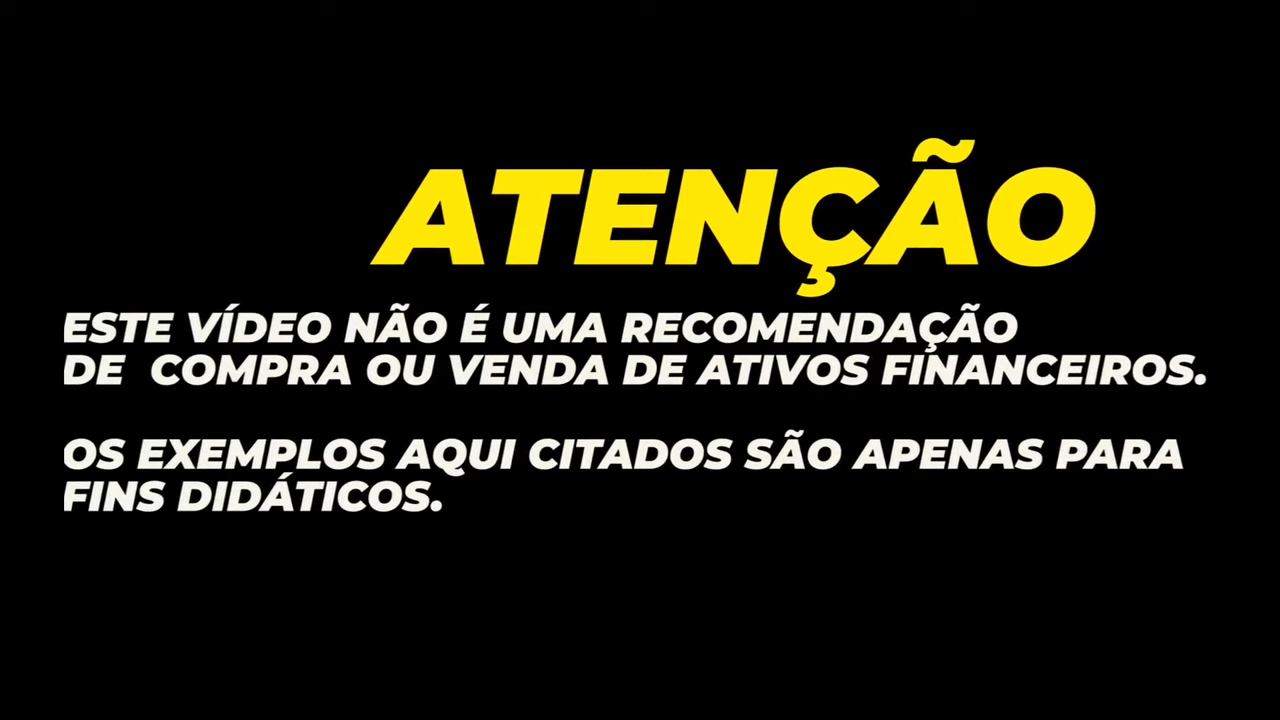 ATENÇÃO
ESTE VÍDEO NÃO É UMA RECOMENDAÇÃO
DE COMPRA OU VENDA DE ATIVOS FINANCEIROS.
OS EXEMPLOS AQUI CITADOS SÃO APENAS PARA
FINS DIDÁTICOS.